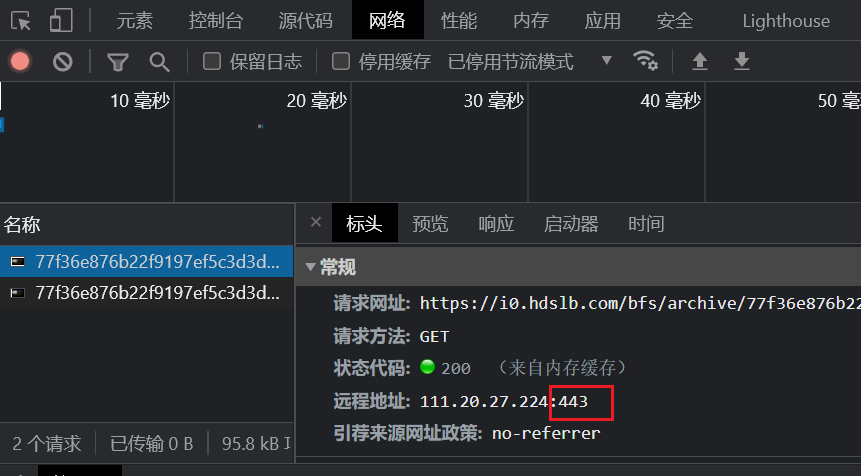 元素 控制台 源代码 网络 性能 内存 应用 安全 Lighthouse
保留日志 停用缓存 已停用节流模式
10 毫秒 20 毫秒 30 毫秒 40 毫秒 50 毫秒
名称
77f36e876b22f9197ef5c3d3d...
77f36e876b22f9197ef5c3d3d...
2 个请求 已传输 0 B 95.8 kB
× 标头 预览 响应 启动器 时间
常规
请求网址: https://i0.hdslb.com/bfs/archive/77f36e876b22
请求方法: GET
状态代码: 200 （来自内存缓存）
远程地址: 111.20.27.224:443
引荐来源网址政策: no-referrer